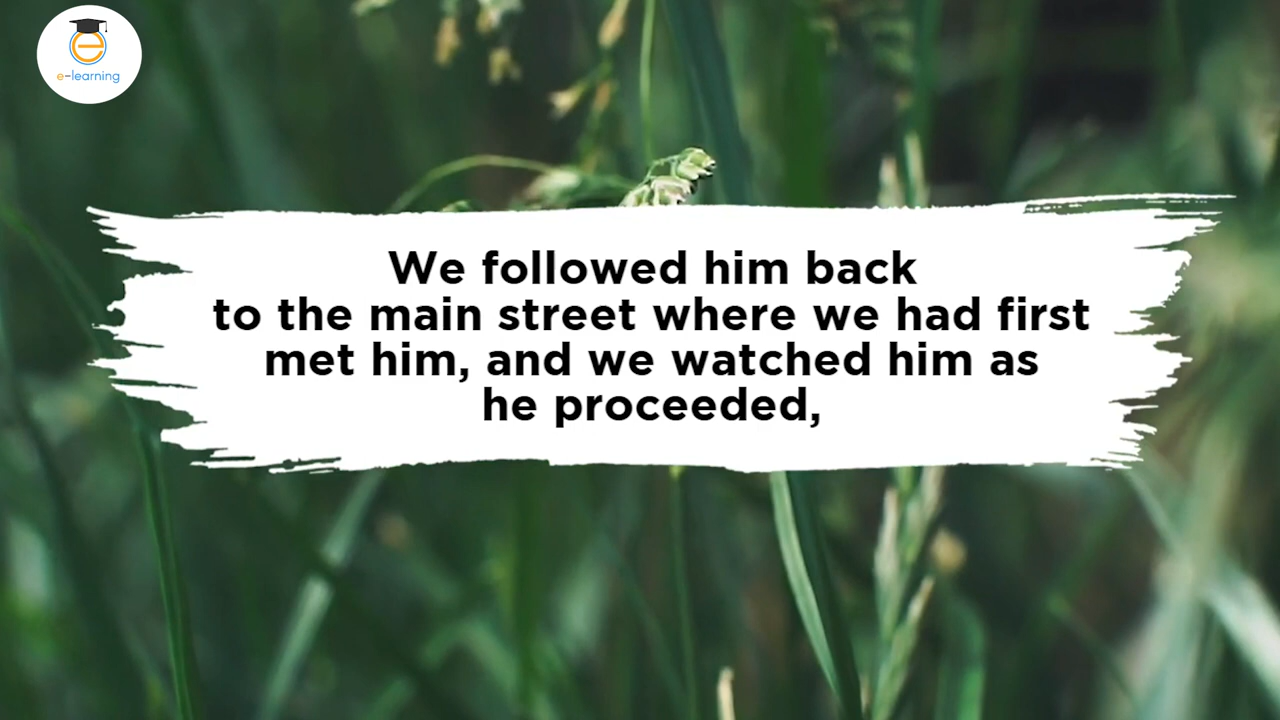 e-learning
We followed him back
to the main street where we had first
met him, and we watched him as
he proceeded,